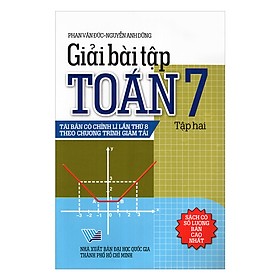 PHAN VĂN ĐỨC-NGUYỄN ANH DŨNG
Giải bài tập
TOÁN 7
Tập hai
TÁI BẢN CÓ CHỈNH LÍ LẦN THỨ 8
THEO CHƯƠNG TRÌNH GIẢM TẢI
SÁCH CÓ
SỐ LƯỢNG
BÁN
CAO
NHẤT
NHÀ XUẤT BẢN ĐẠI HỌC QUỐC GIA
THÀNH PHỐ HỒ CHÍ MINH